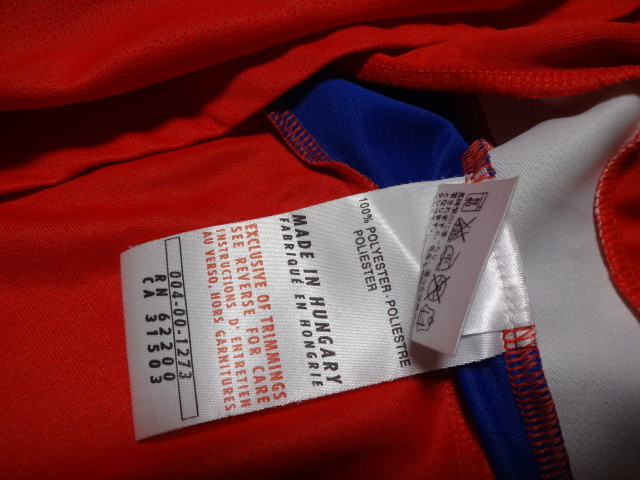 100% POLYESTER - POLIESTRE
POLIESTER
MADE IN HUNGARY
FABRIQUÉ EN HONGRIE
EXCLUSIVE OF TRIMMINGS
SEE REVERSE FOR CARE
INSTRUCTIONS D'ENTRETIEN
AU VERSO, HORS GARNITURES.
004-00-1273
RN 62200
CA 31503